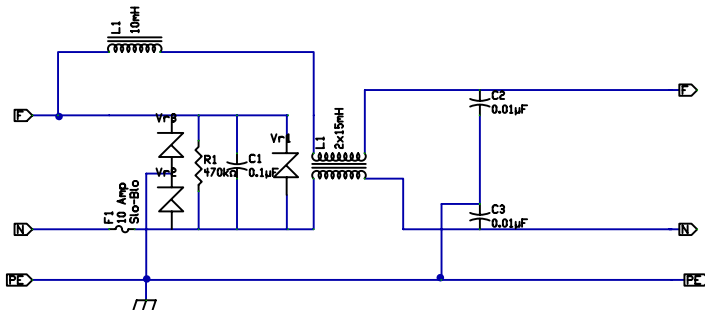 L1
10mH
F
Vr3
Vr1
L1
2x15mH
C2
0.01µF
F
R1
470kΩ
C1
0.1µF
Vr2
F1
10 Amp
Slo-Blo
N
C3
0.01µF
N
PE
PE